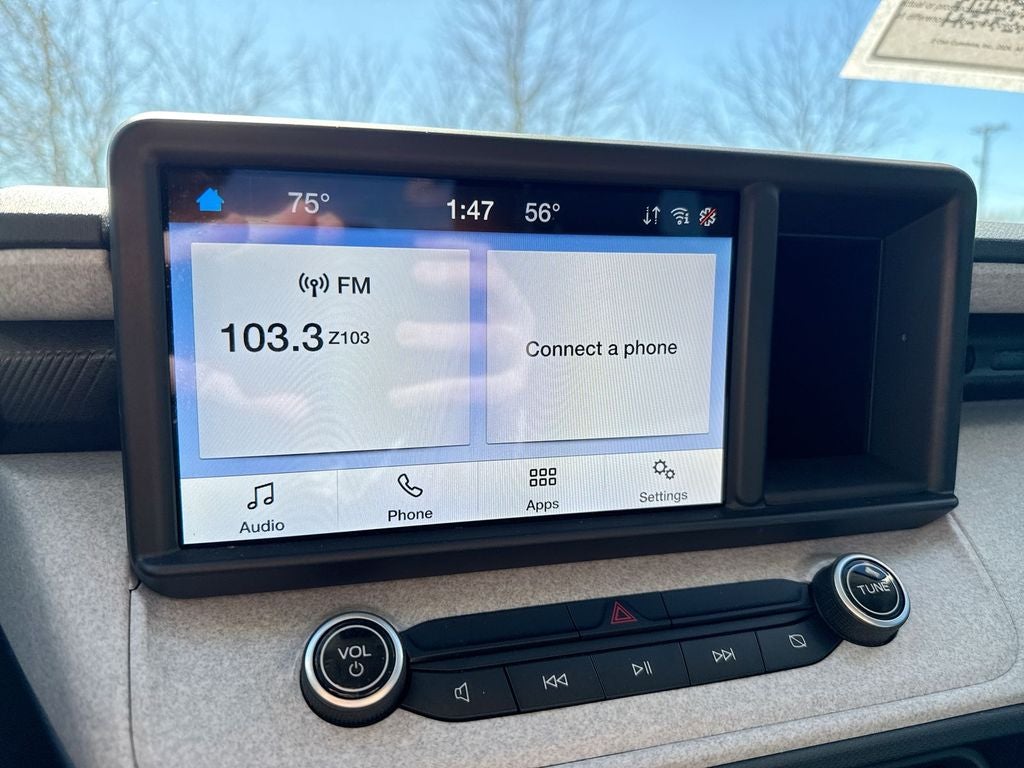 75° 1:47 56°
FM
103.3 Z103
Connect a phone
Audio Phone Apps Settings
VOL
TUNE